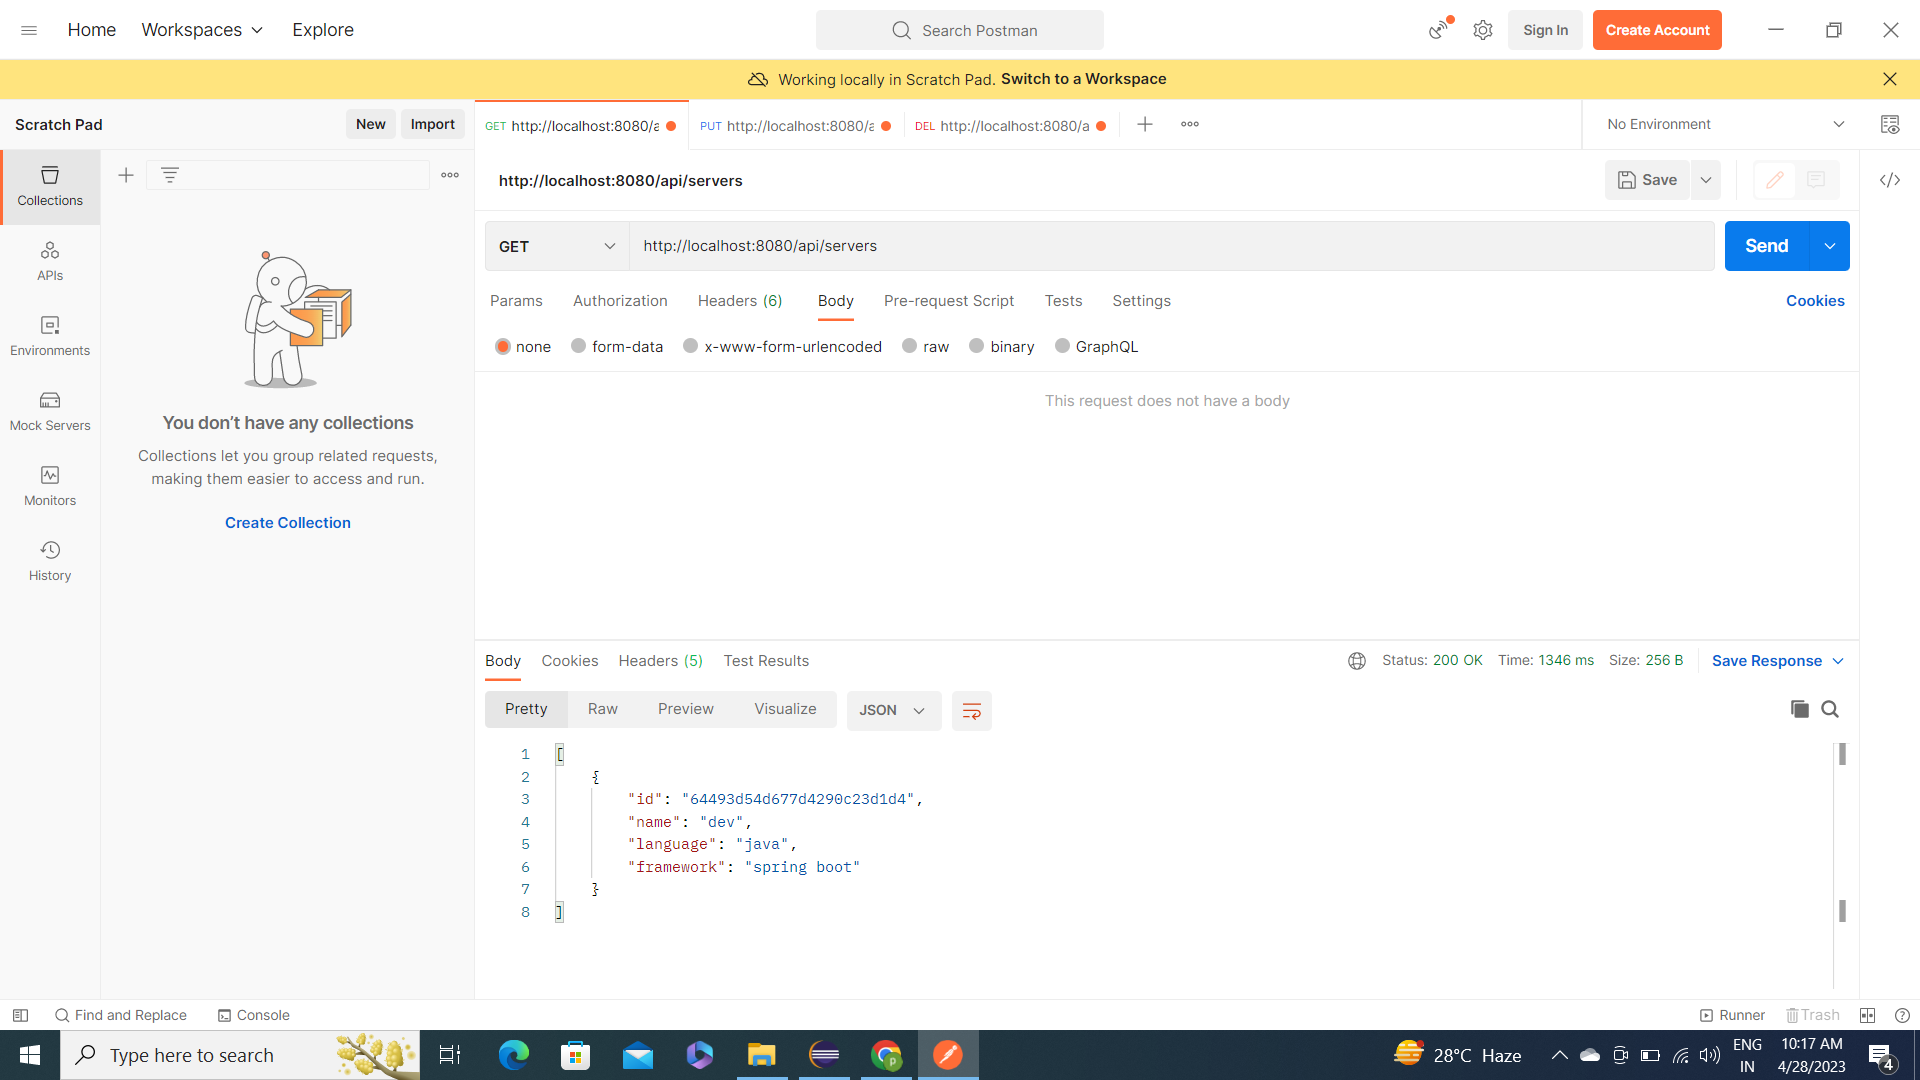 Home Workspaces Explore
Search Postman
Sign In Create Account
Working locally in Scratch Pad. Switch to a Workspace
Scratch Pad New Import
GET http://localhost:8080/a PUT http://localhost:8080/a DEL http://localhost:8080/a
No Environment
Collections
APIs
Environments
Mock Servers
Monitors
History
You don’t have any collections
Collections let you group related requests,
making them easier to access and run.
Create Collection
http://localhost:8080/api/servers
Save
GET http://localhost:8080/api/servers Send
Params Authorization Headers (6) Body Pre-request Script Tests Settings Cookies
none form-data x-www-form-urlencoded raw binary GraphQL
This request does not have a body
Body Cookies Headers (5) Test Results Status: 200 OK Time: 1346 ms Size: 256 B Save Response
Pretty Raw Preview Visualize JSON
1 [
2 {
3 "id": "64493d54d677d4290c23d1d4",
4 "name": "dev",
5 "language": "java",
6 "framework": "spring boot"
7 }
8 ]
Find and Replace Console Runner Trash
Type here to search
28°C Haze
ENG
IN
10:17 AM
4/28/2023
4